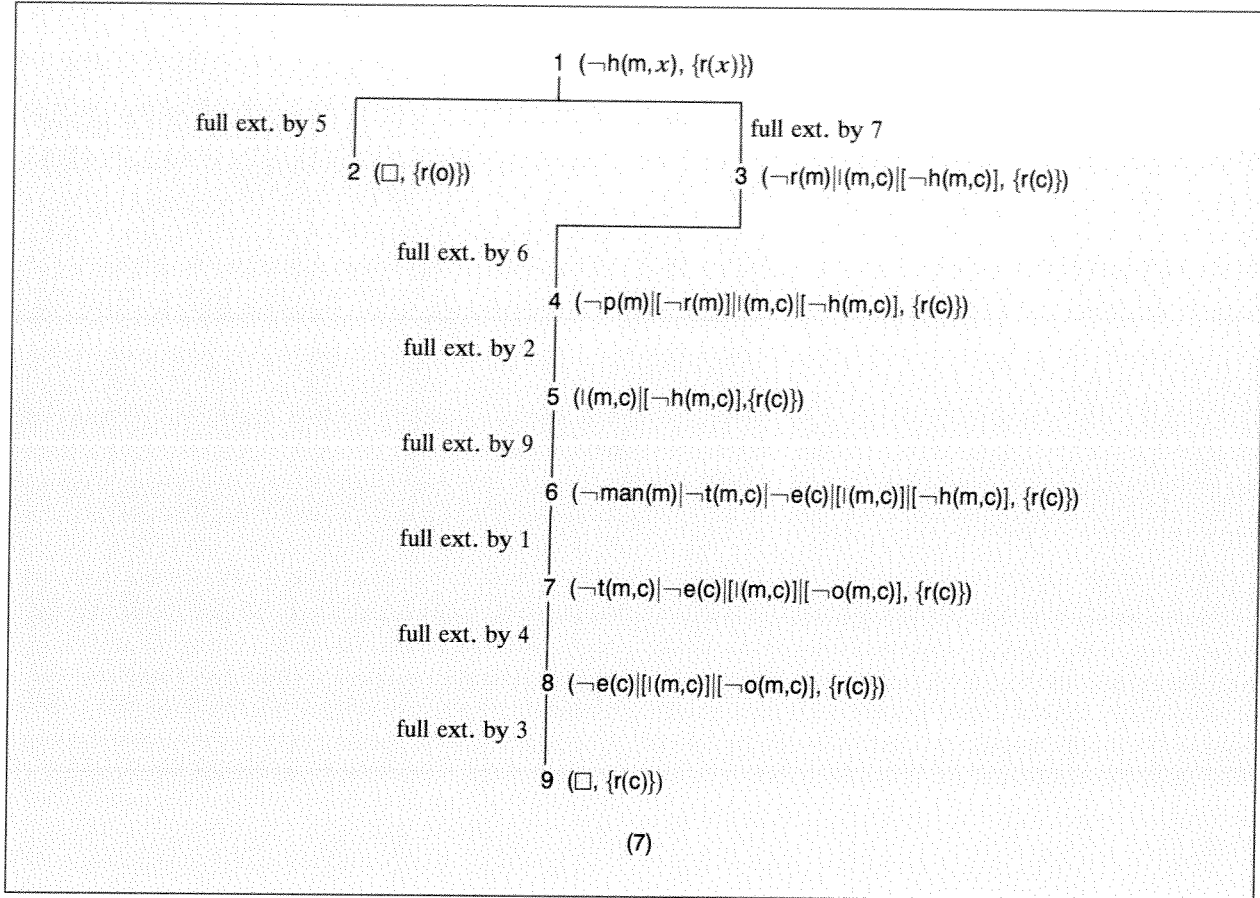 1 (¬h(m,x), {r(x)})
full ext. by 5
full ext. by 7
2 (□, {r(o)})
3 (¬r(m)|l(m,c)|[¬h(m,c)], {r(c)})
full ext. by 6
4 (¬p(m)|[¬r(m)]|l(m,c)|[¬h(m,c)], {r(c)})
full ext. by 2
5 (l(m,c)|[¬h(m,c)],{r(c)})
full ext. by 9
6 (¬man(m)|¬t(m,c)|¬e(c)|[l(m,c)]|[¬h(m,c)], {r(c)})
full ext. by 1
7 (¬t(m,c)|¬e(c)|[l(m,c)]|[¬o(m,c)], {r(c)})
full ext. by 4
8 (¬e(c)|[l(m,c)]|[¬o(m,c)], {r(c)})
full ext. by 3
9 (□, {r(c)})
(7)